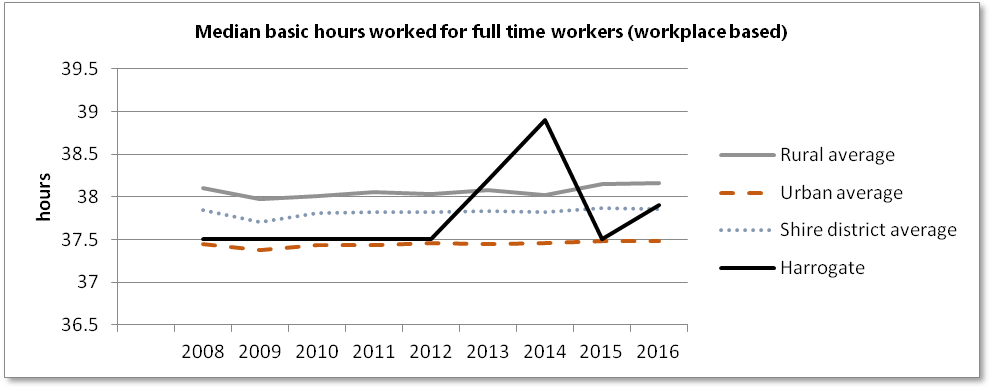 Median basic hours worked for full time workers (workplace based)
hours
39.5
39
38.5
38
37.5
37
36.5
2008 2009 2010 2011 2012 2013 2014 2015 2016
Rural average
Urban average
Shire district average
Harrogate